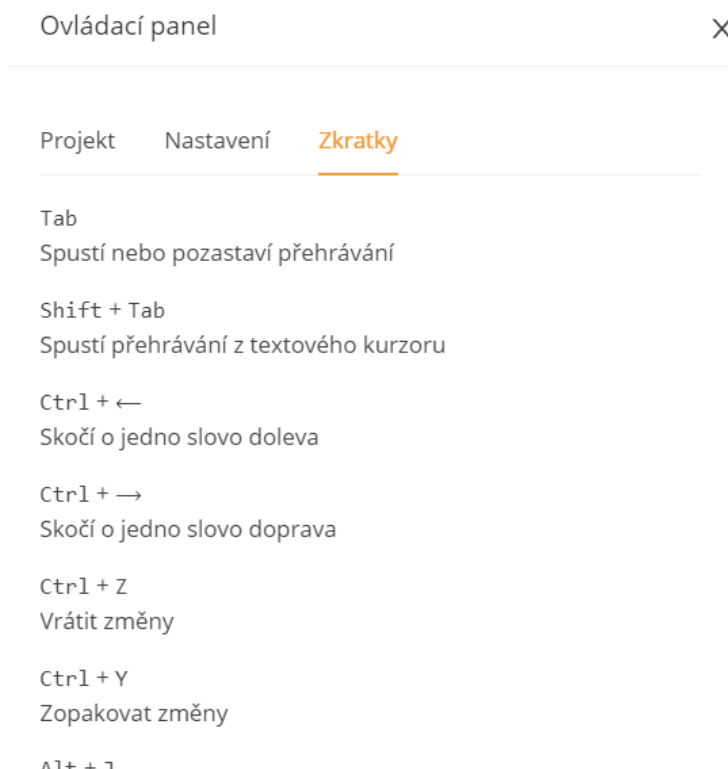 Ovládací panel
Projekt Nastavení Zkratky
Tab
Spustí nebo pozastaví přehrávání
Shift + Tab
Spustí přehrávání z textového kurzoru
Ctrl + ←
Skočí o jedno slovo doleva
Ctrl + →
Skočí o jedno slovo doprava
Ctrl + Z
Vrátit změny
Ctrl + Y
Zopakovat změny
Alt +